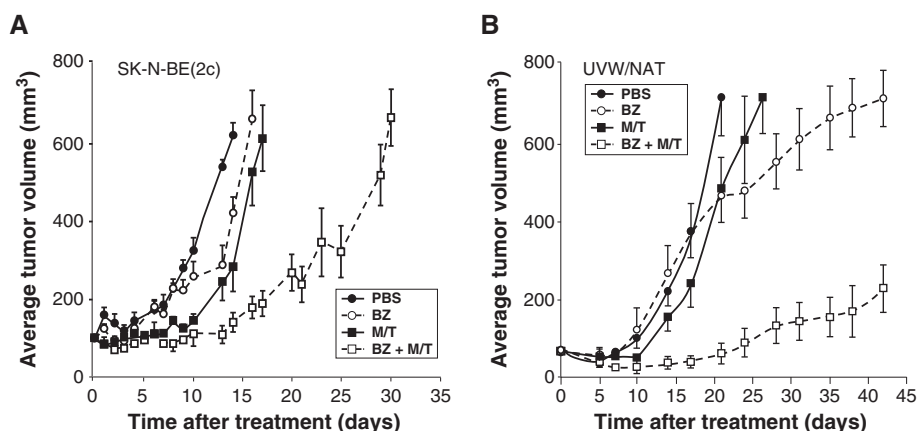 A
SK-N-BE(2c)
Average tumor volume (mm³)
800
600
400
200
0
0 5 10 15 20 25 30 35
Time after treatment (days)
PBS
BZ
M/T
BZ + M/T
B
UVW/NAT
PBS
BZ
M/T
BZ + M/T
Average tumor volume (mm³)
800
600
400
200
0
0 5 10 15 20 25 30 35 40 45
Time after treatment (days)